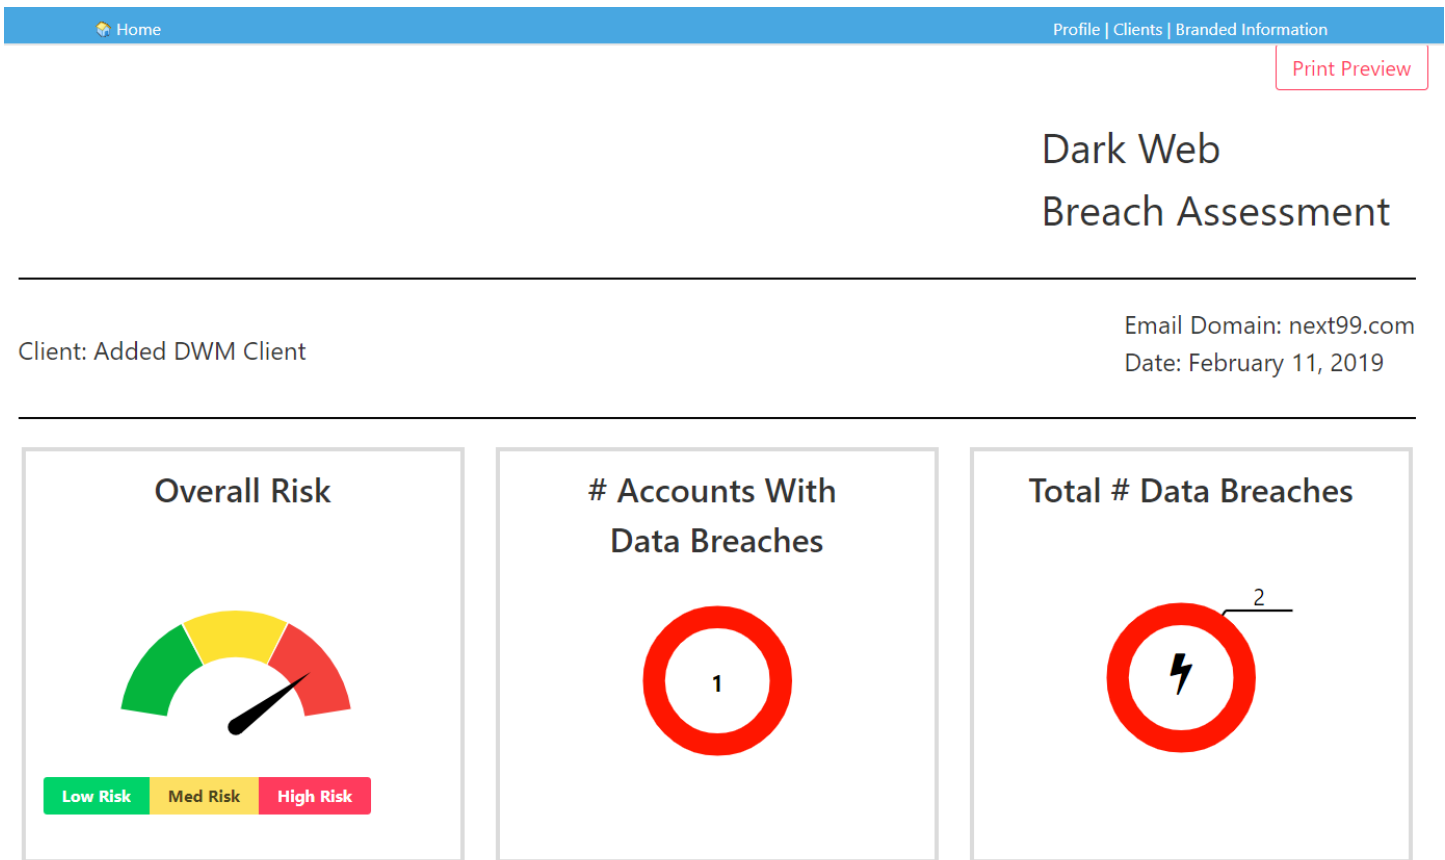 Home
Profile | Clients | Branded Information
Print Preview
Dark Web
Breach Assessment
Client: Added DWM Client
Email Domain: next99.com
Date: February 11, 2019
Overall Risk
Low Risk Med Risk High Risk
# Accounts With
Data Breaches
1
Total # Data Breaches
2